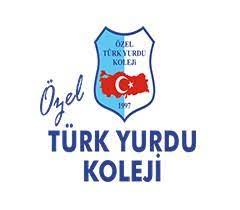 ÖZEL
TÜRK YURDU
KOLEJİ
1997
Özel
TÜRK YURDU
KOLEJİ